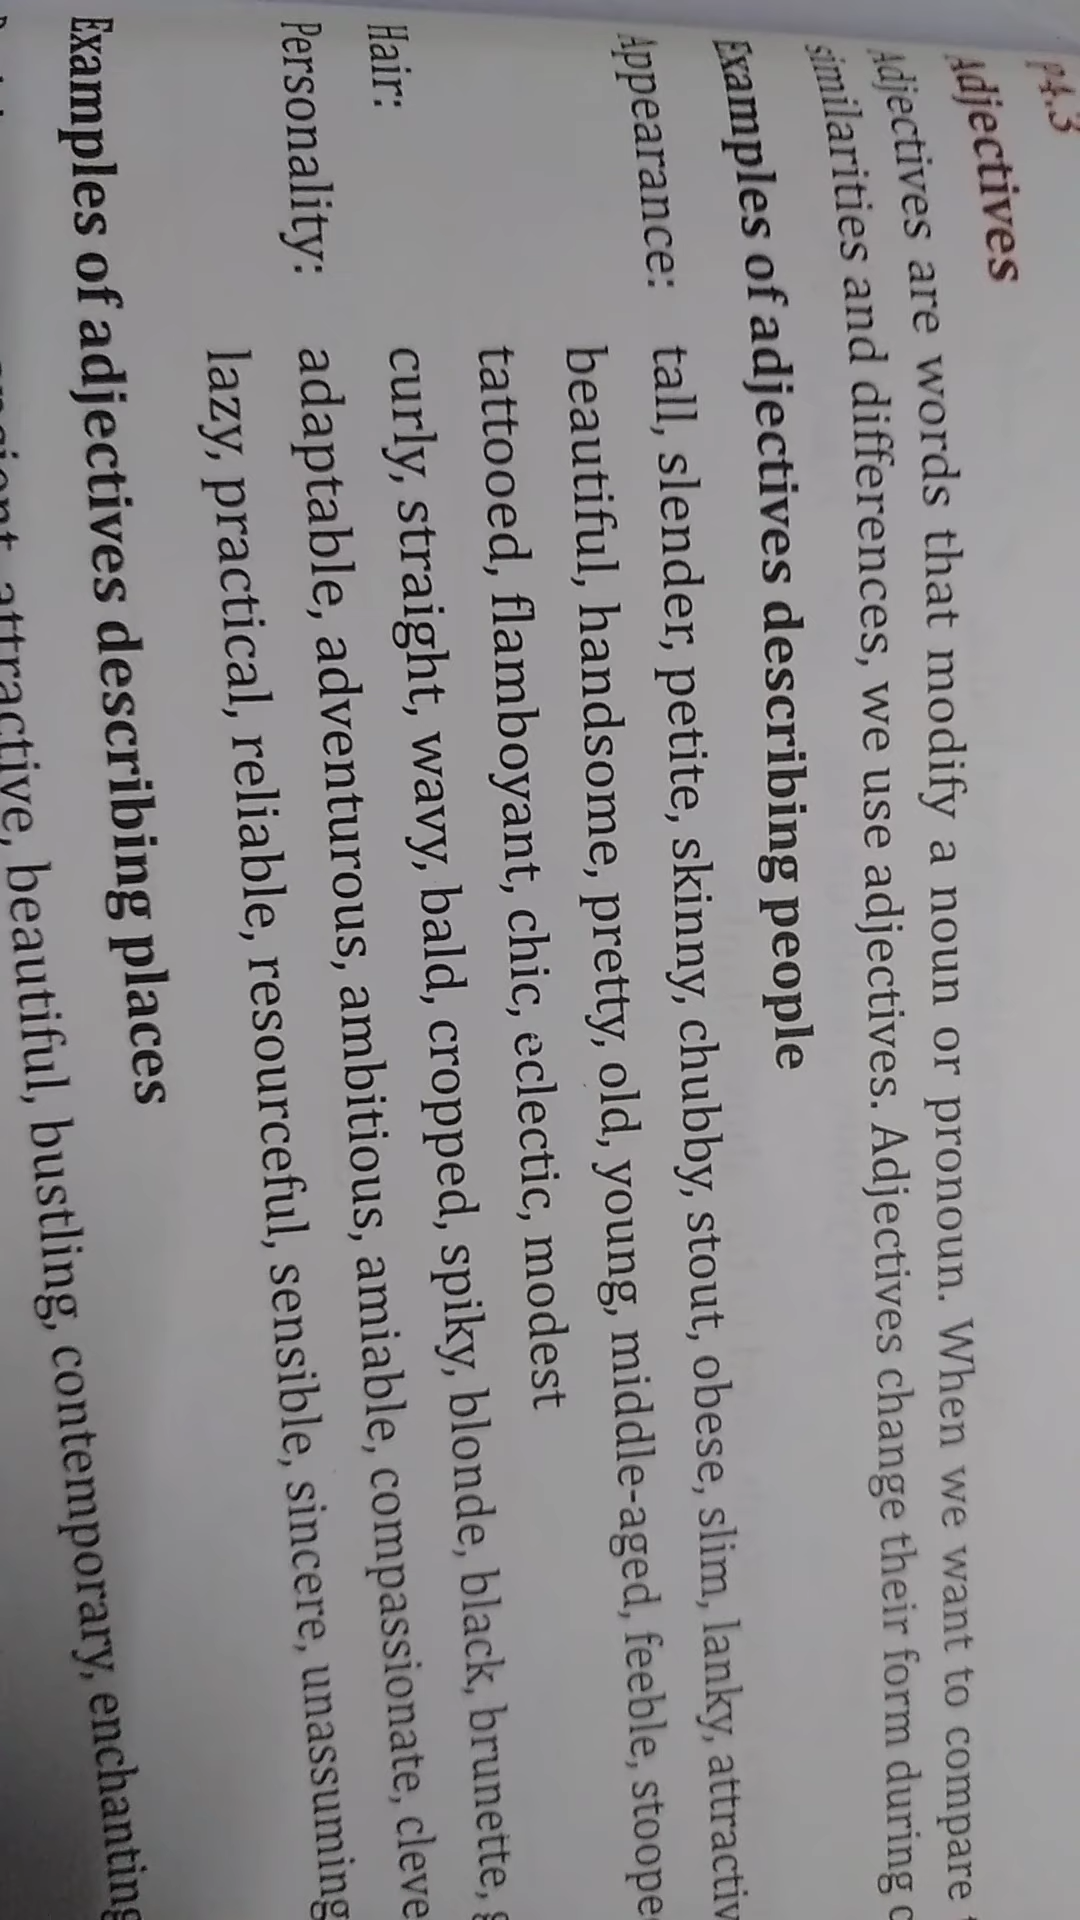 P4.3
Adjectives
Adjectives are words that modify a noun or pronoun. When we want to compare
similarities and differences, we use adjectives. Adjectives change their form during
Examples of adjectives describing people
Appearance: tall, slender, petite, skinny, chubby, stout, obese, slim, lanky, attractiv
beautiful, handsome, pretty, old, young, middle-aged, feeble, stoope
tattooed, flamboyant, chic, eclectic, modest
Hair: curly, straight, wavy, bald, cropped, spiky, blonde, black, brunette,
Personality: adaptable, adventurous, ambitious, amiable, compassionate, cleve
lazy, practical, reliable, resourceful, sensible, sincere, unassuming
Examples of adjectives describing places
attractive, beautiful, bustling, contemporary, enchanting